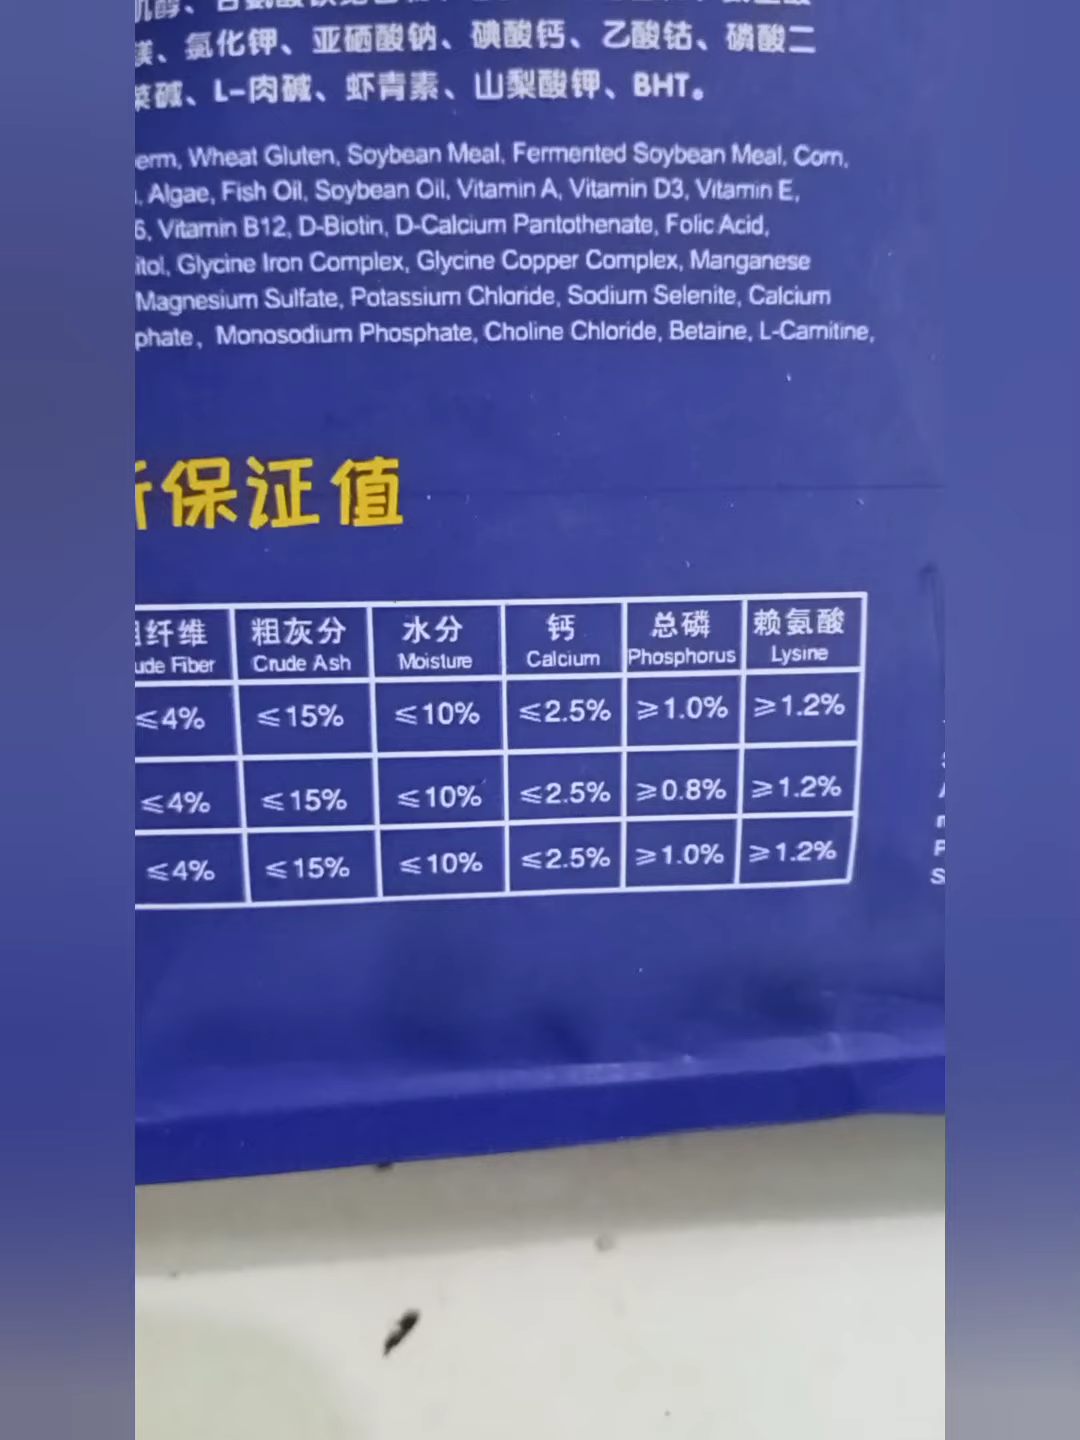 镁、氯化钾、亚硒酸钠、碘酸钙、乙酸钴、磷酸二
菜碱、L-肉碱、虾青素、山梨酸钾、BHT。
erm, Wheat Gluten, Soybean Meal, Fermented Soybean Meal, Corn,
, Algae, Fish Oil, Soybean Oil, Vitamin A, Vitamin D3, Vitamin E,
6, Vitamin B12, D-Biotin, D-Calcium Pantothenate, Folic Acid,
itol, Glycine Iron Complex, Glycine Copper Complex, Manganese
Magnesium Sulfate, Potassium Chloride, Sodium Selenite, Calcium
phate, Monosodium Phosphate, Choline Chloride, Betaine, L-Carnitine,
保证值
纤维 粗灰分 水分 钙 总磷 赖氨酸
ude Fiber Crude Ash Moisture Calcium Phosphorus Lysine
≤4% ≤15% ≤10% ≤2.5% ≥1.0% ≥1.2%
≤4% ≤15% ≤10% ≤2.5% ≥0.8% ≥1.2%
≤4% ≤15% ≤10% ≤2.5% ≥1.0% ≥1.2%